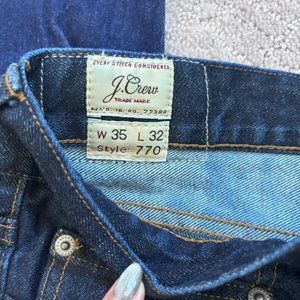 EVERY STITCH CONSIDERED
J.Crew
TRADE MARK
W 35 L 32
Style: 770